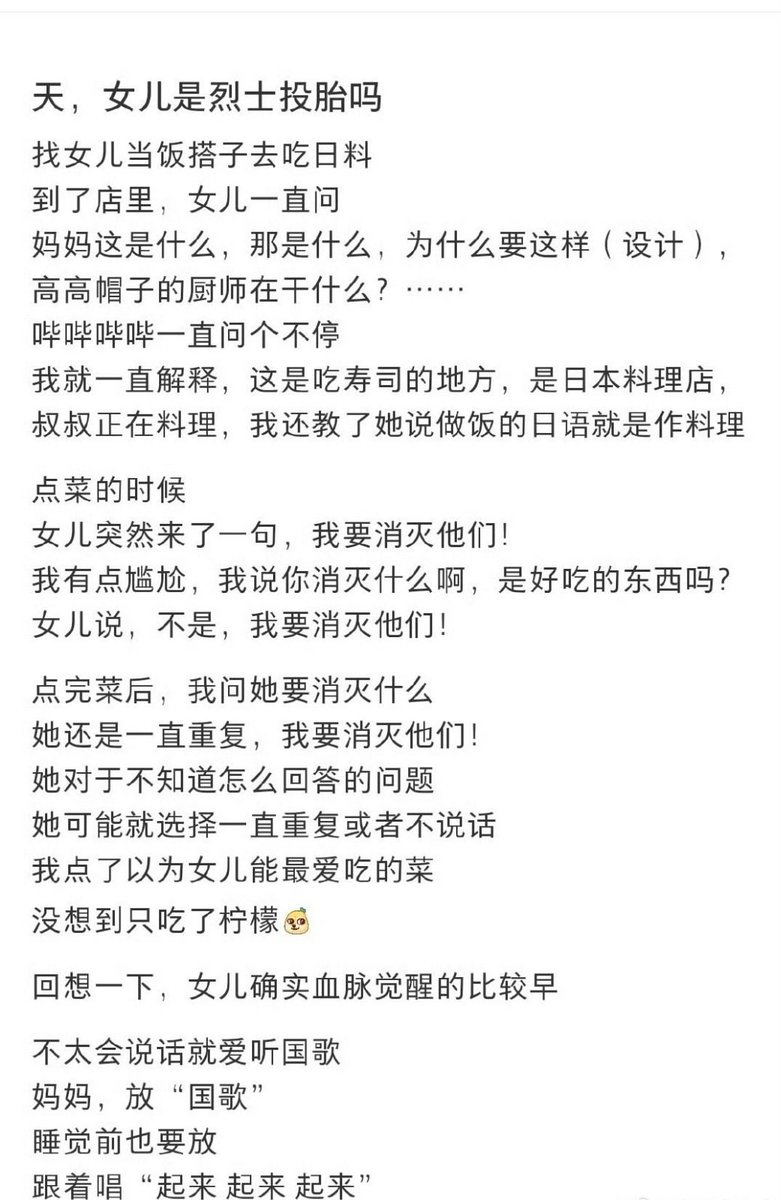 天，女儿是烈士投胎吗
找女儿当饭搭子去吃日料
到了店里，女儿一直问
妈妈这是什么，那是什么，为什么要这样（设计），
高高帽子的厨师在干什么？……
哔哔哔哔一直问个不停
我就一直解释，这是吃寿司的地方，是日本料理店，
叔叔正在料理，我还教了她说做饭的日语就是作料理
点菜的时候
女儿突然来了一句，我要消灭他们！
我有点尴尬，我说你消灭什么啊，是好吃的东西吗？
女儿说，不是，我要消灭他们！
点完菜后，我问她要消灭什么
她还是一直重复，我要消灭他们！
她对于不知道怎么回答的问题
她可能就选择一直重复或者不说话
我点了以为女儿能最爱吃的菜
没想到只吃了柠檬
回想一下，女儿确实血脉觉醒的比较早
不太会说话就爱听国歌
妈妈，放“国歌”
睡觉前也要放
跟着唱“起来 起来 起来”